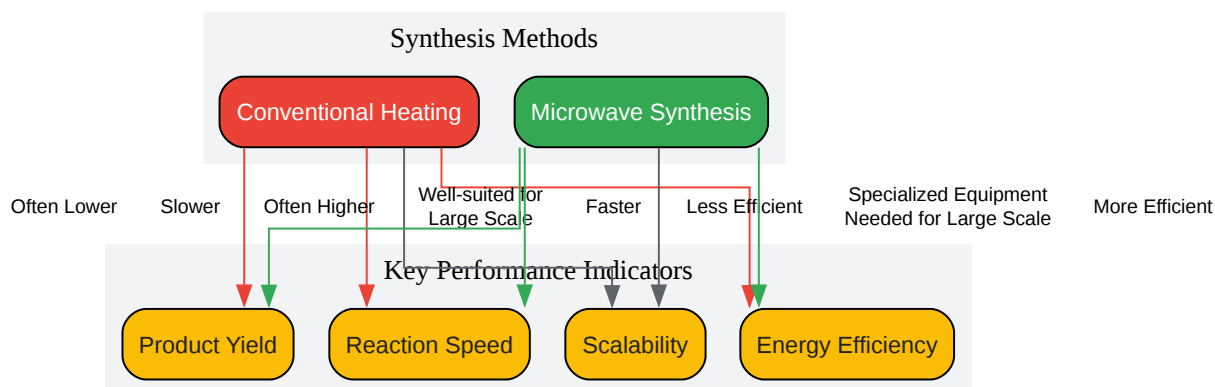 Synthesis Methods
Conventional Heating
Microwave Synthesis
Often Lower
Slower
Often Higher
Well-suited for
Large Scale
Faster
Less Efficient
Specialized Equipment
Needed for Large Scale
More Efficient
Key Performance Indicators
Product Yield
Reaction Speed
Scalability
Energy Efficiency